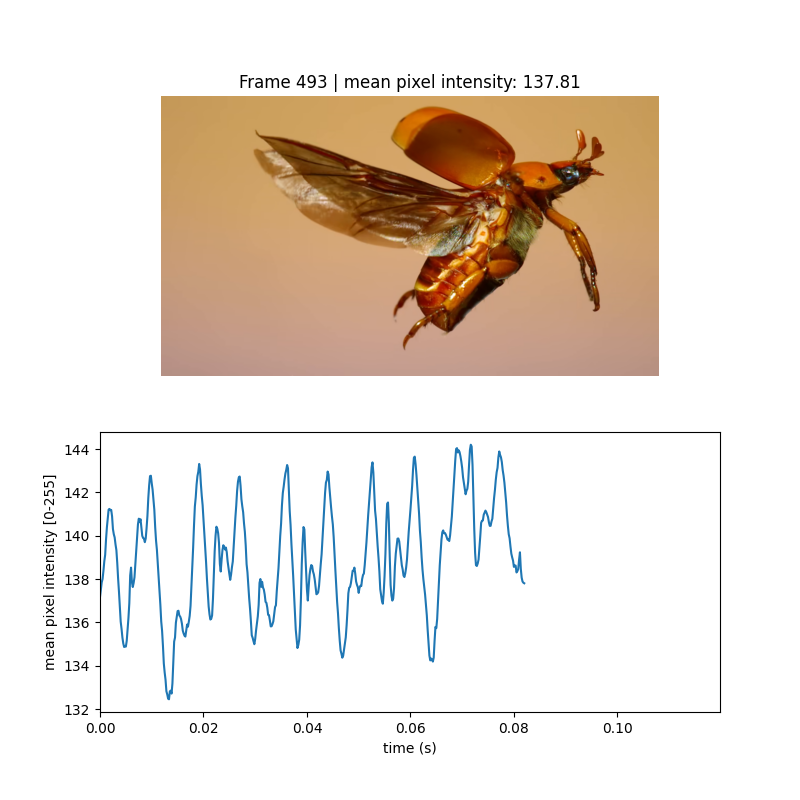 Frame 493 | mean pixel intensity: 137.81
144
142
140
138
136
134
132
mean pixel intensity [0-255]
0.00 0.02 0.04 0.06 0.08 0.10
time (s)